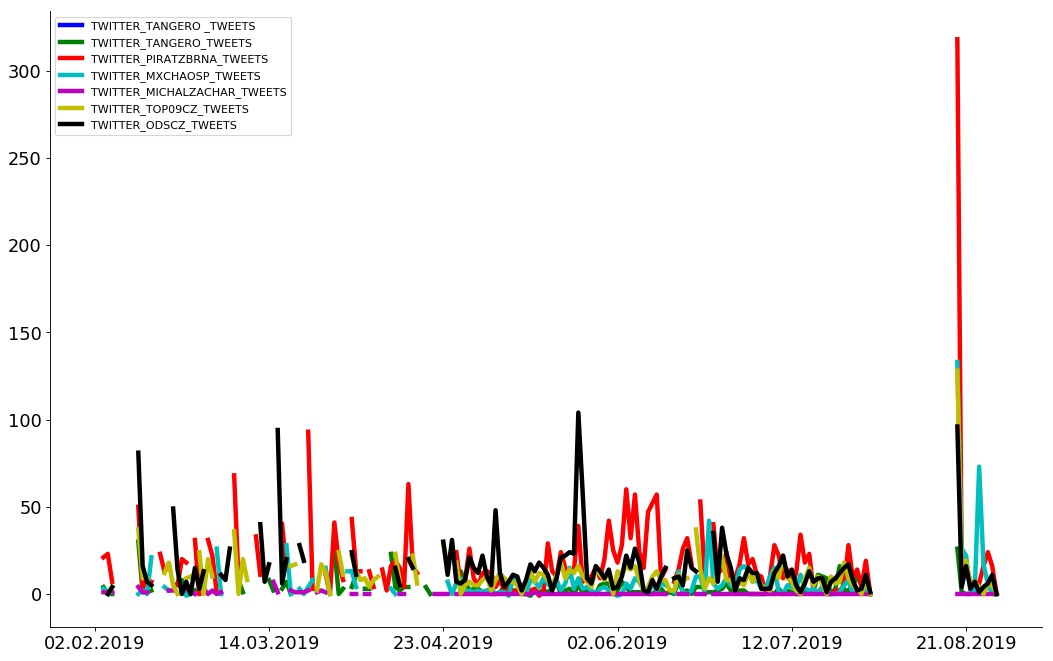 TWITTER_TANGERO _TWEETS
TWITTER_TANGERO_TWEETS
TWITTER_PIRATZBRNA_TWEETS
TWITTER_MXCHAOSP_TWEETS
TWITTER_MICHALZACHAR_TWEETS
TWITTER_TOP09CZ_TWEETS
TWITTER_ODSCZ_TWEETS
300
250
200
150
100
50
0
02.02.2019 14.03.2019 23.04.2019 02.06.2019 12.07.2019 21.08.2019